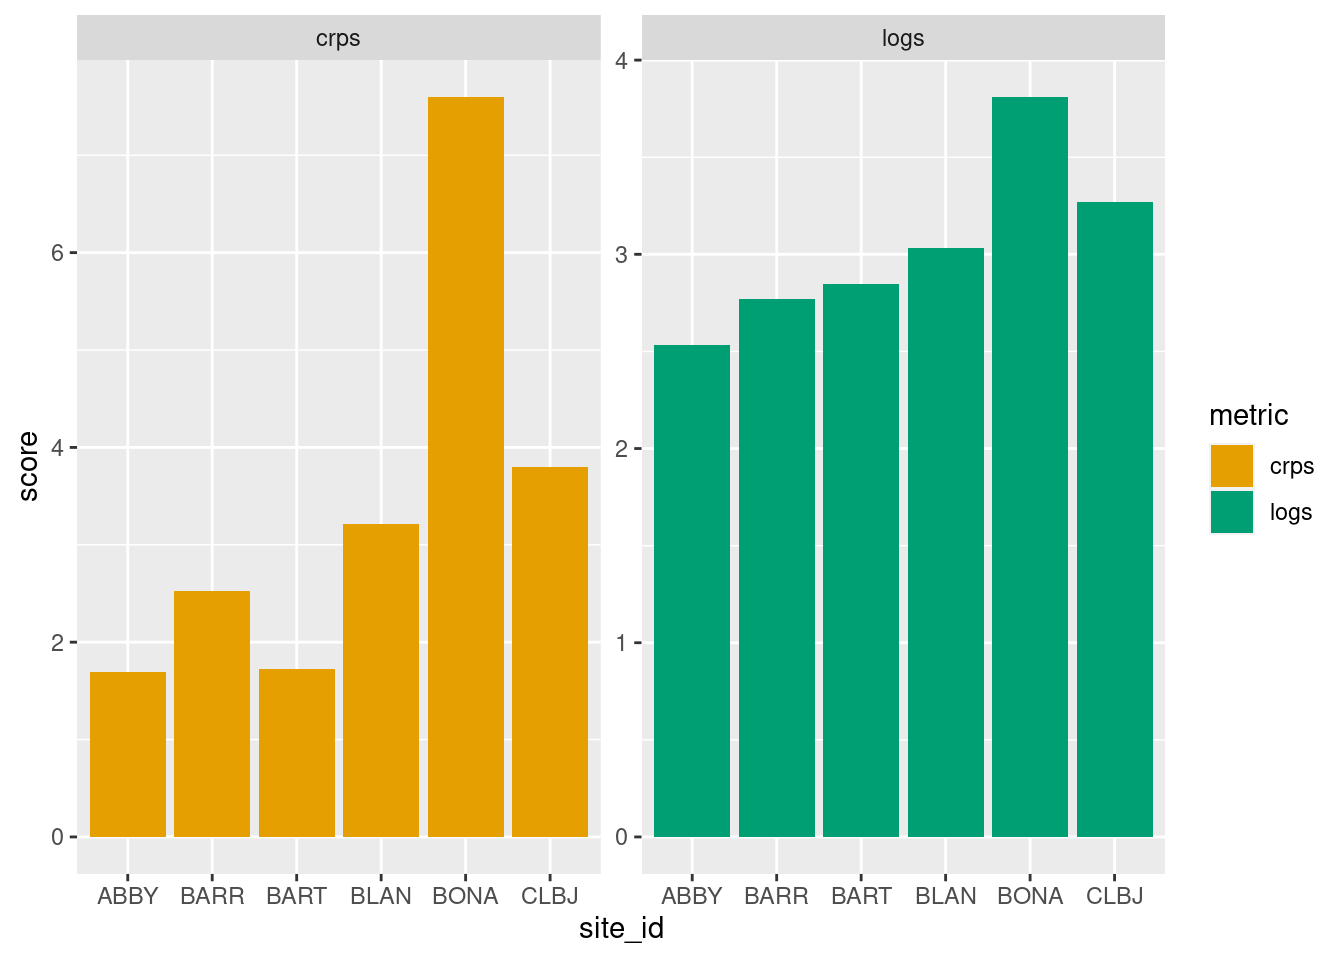 crps
logs
score
6
4
2
0
4
3
2
1
0
ABBY BARR BART BLAN BONA CLBJ
ABBY BARR BART BLAN BONA CLBJ
site_id
metric
crps
logs